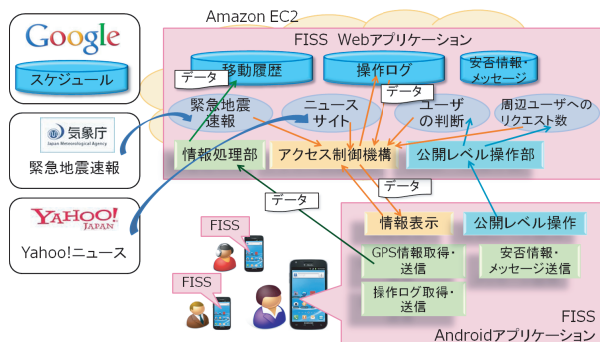 Amazon EC2
Google
スケジュール
気象庁
Japan Meteorological Agency
緊急地震速報
YAHOO!
JAPAN
Yahoo!ニュース
FISS Webアプリケーション
移動履歴
操作ログ
安否情報・
メッセージ
データ
データ
緊急地震
速報
ニュース
サイト
ユーザ
の判断
周辺ユーザへの
リクエスト数
情報処理部
アクセス制御機構
公開レベル操作部
データ
データ
情報表示
公開レベル操作
GPS情報取得・
送信
安否情報・
メッセージ送信
操作ログ取得・
送信
FISS
FISS
FISS
Androidアプリケーション